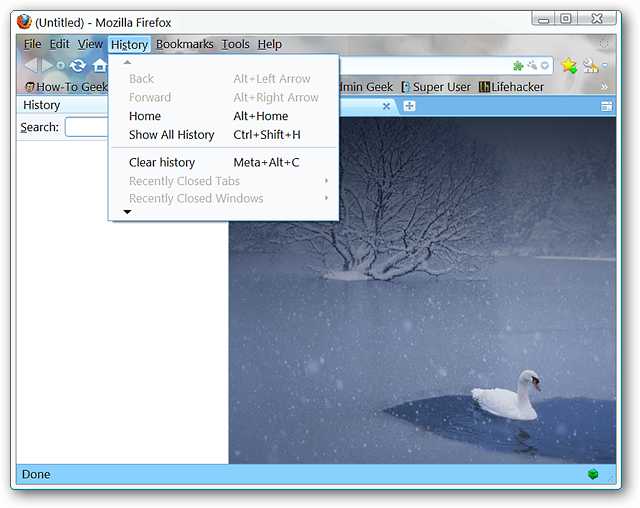 (Untitled) - Mozilla Firefox
File Edit View History Bookmarks Tools Help
How-To Geek
dmin Geek Super User Lifehacker »
History
Search:
Back Alt+Left Arrow
Forward Alt+Right Arrow
Home Alt+Home
Show All History Ctrl+Shift+H
Clear history Meta+Alt+C
Recently Closed Tabs
Recently Closed Windows
Done